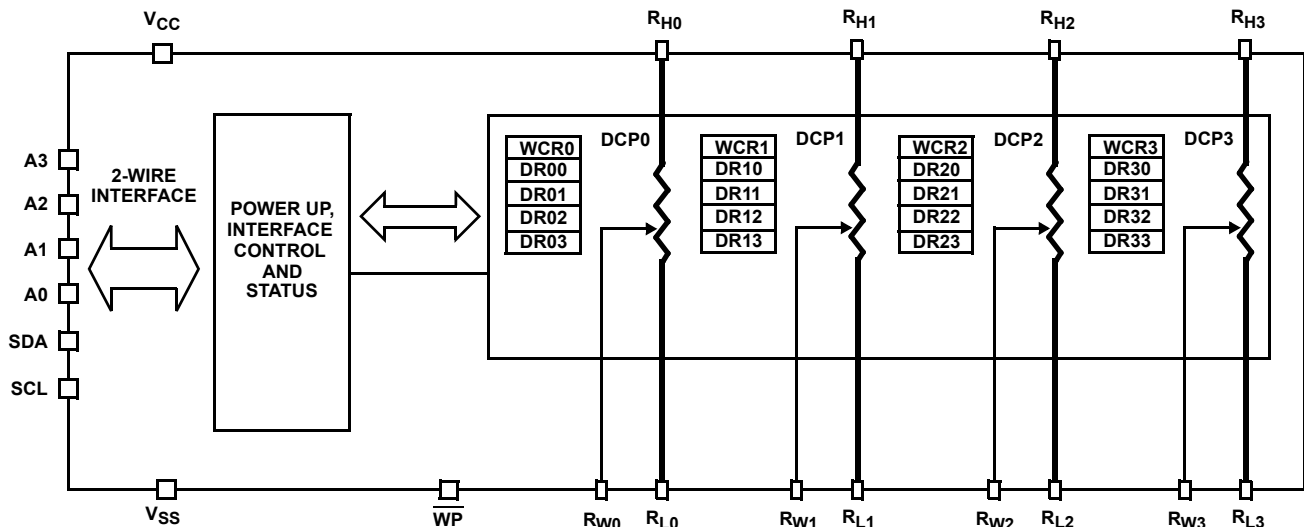 VCC
RH0
RH1
RH2
RH3
A3
A2
A1
A0
SDA
SCL
2-WIRE
INTERFACE
POWER UP,
INTERFACE
CONTROL
AND
STATUS
WCR0
DR00
DR01
DR02
DR03
DCP0
WCR1
DR10
DR11
DR12
DR13
DCP1
WCR2
DR20
DR21
DR22
DR23
DCP2
WCR3
DR30
DR31
DR32
DR33
DCP3
VSS
WP
RW0
RL0
RW1
RL1
RW2
RL2
RW3
RL3